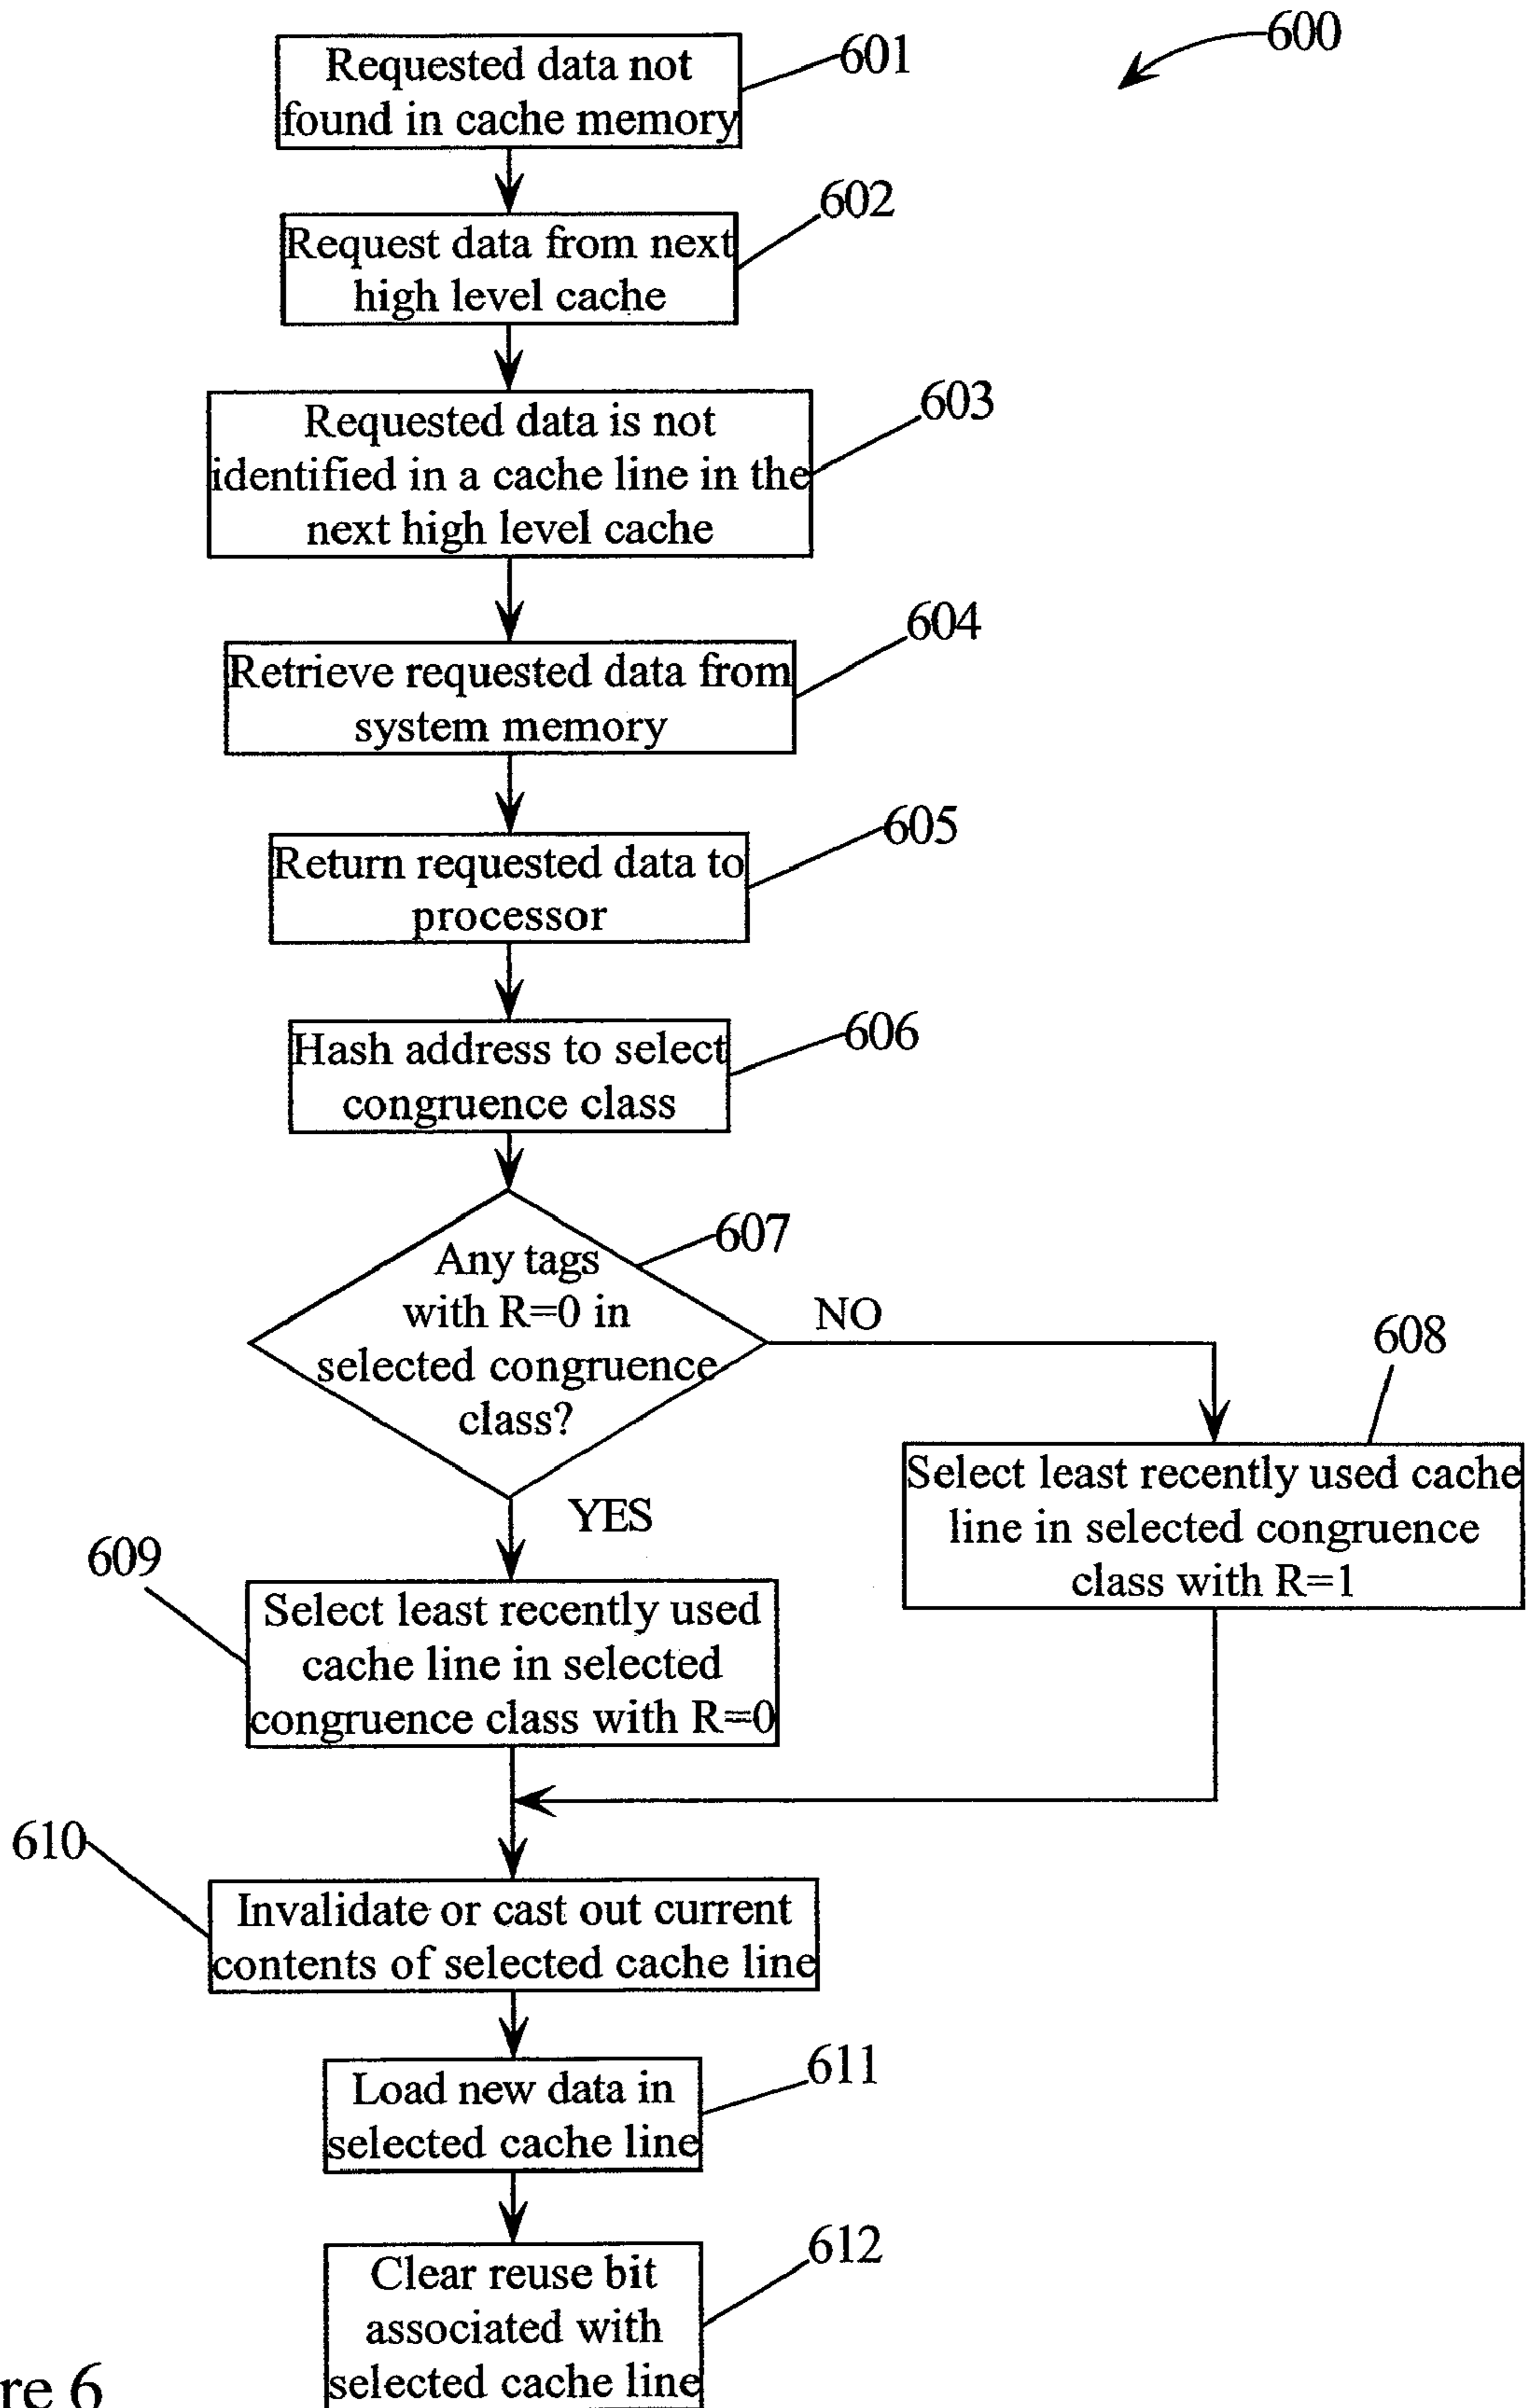 600
Requested data not
found in cache memory
601
Request data from next
high level cache
602
Requested data is not
identified in a cache line in the
next high level cache
603
Retrieve requested data from
system memory
604
Return requested data to
processor
605
Hash address to select
congruence class
606
Any tags
with R=0 in
selected congruence
class?
607
NO
YES
608
Select least recently used cache
line in selected congruence
class with R=1
609
Select least recently used
cache line in selected
congruence class with R=0
610
Invalidate or cast out current
contents of selected cache line
611
Load new data in
selected cache line
612
Clear reuse bit
associated with
selected cache line
re 6